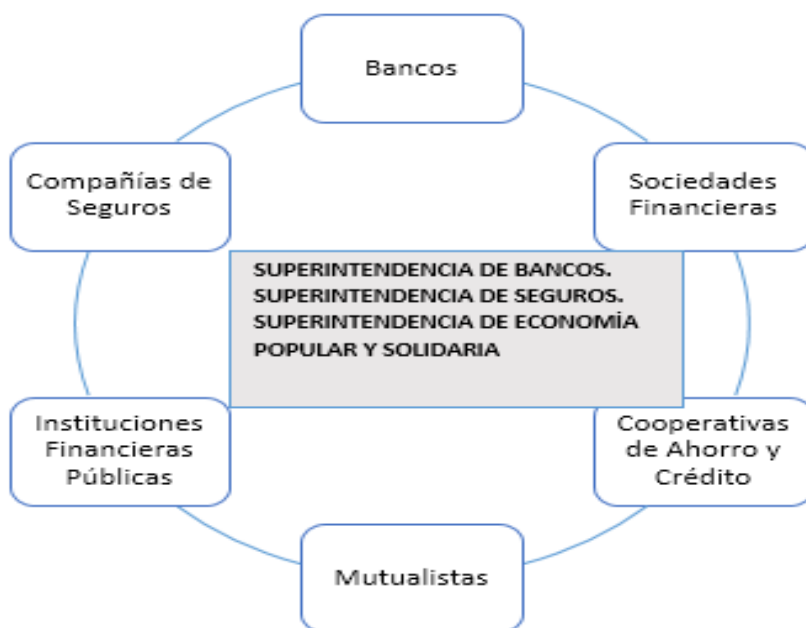 Bancos
Compañías de
Seguros
Sociedades
Financieras
SUPERINTENDENCIA DE BANCOS.
SUPERINTENDENCIA DE SEGUROS.
SUPERINTENDENCIA DE ECONOMÍA
POPULAR Y SOLIDARIA
Instituciones
Financieras
Públicas
Cooperativas
de Ahorro y
Crédito
Mutualistas